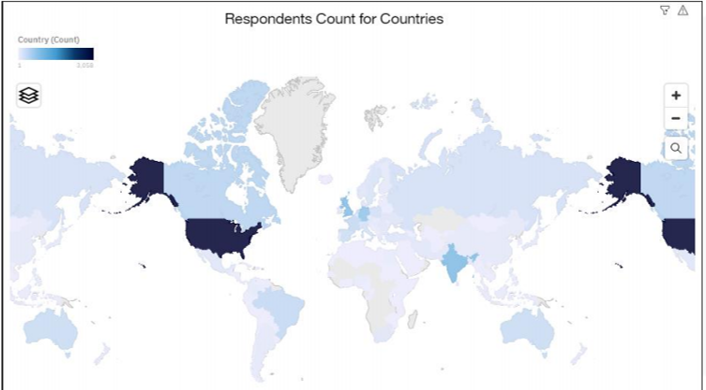 Respondents Count for Countries
Country (Count)
1